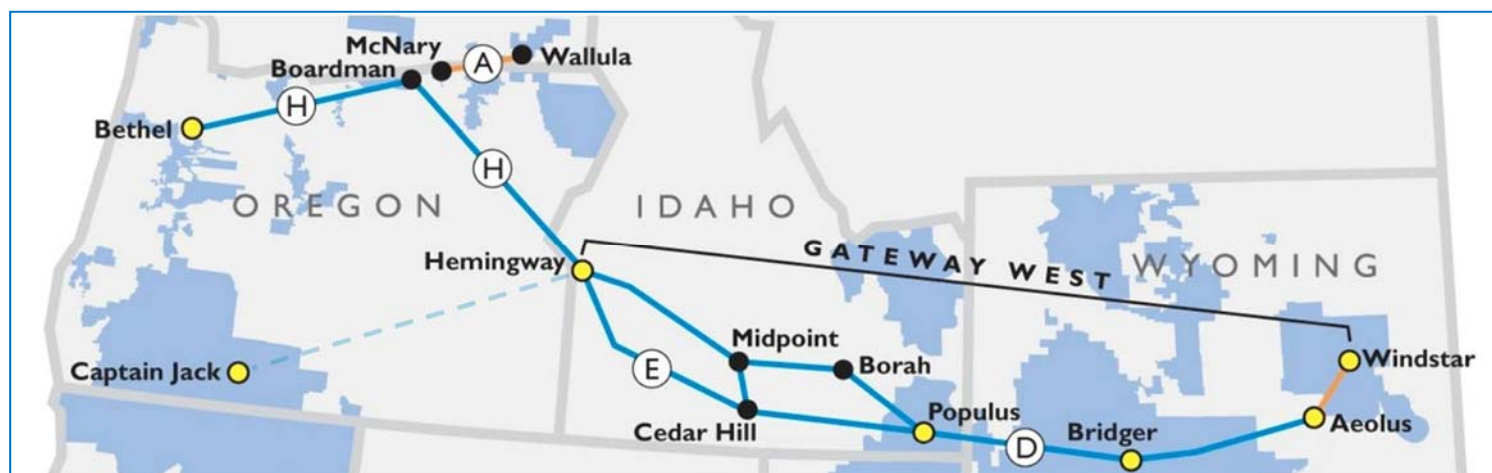 McNary
A
Wallula
Boardman
H
Bethel
H
OREGON
IDAHO
Hemingway
GATEWAY WEST
WYOMING
Midpoint
Borah
Windstar
Captain Jack
E
Populus
Aeolus
Cedar Hill
D
Bridger